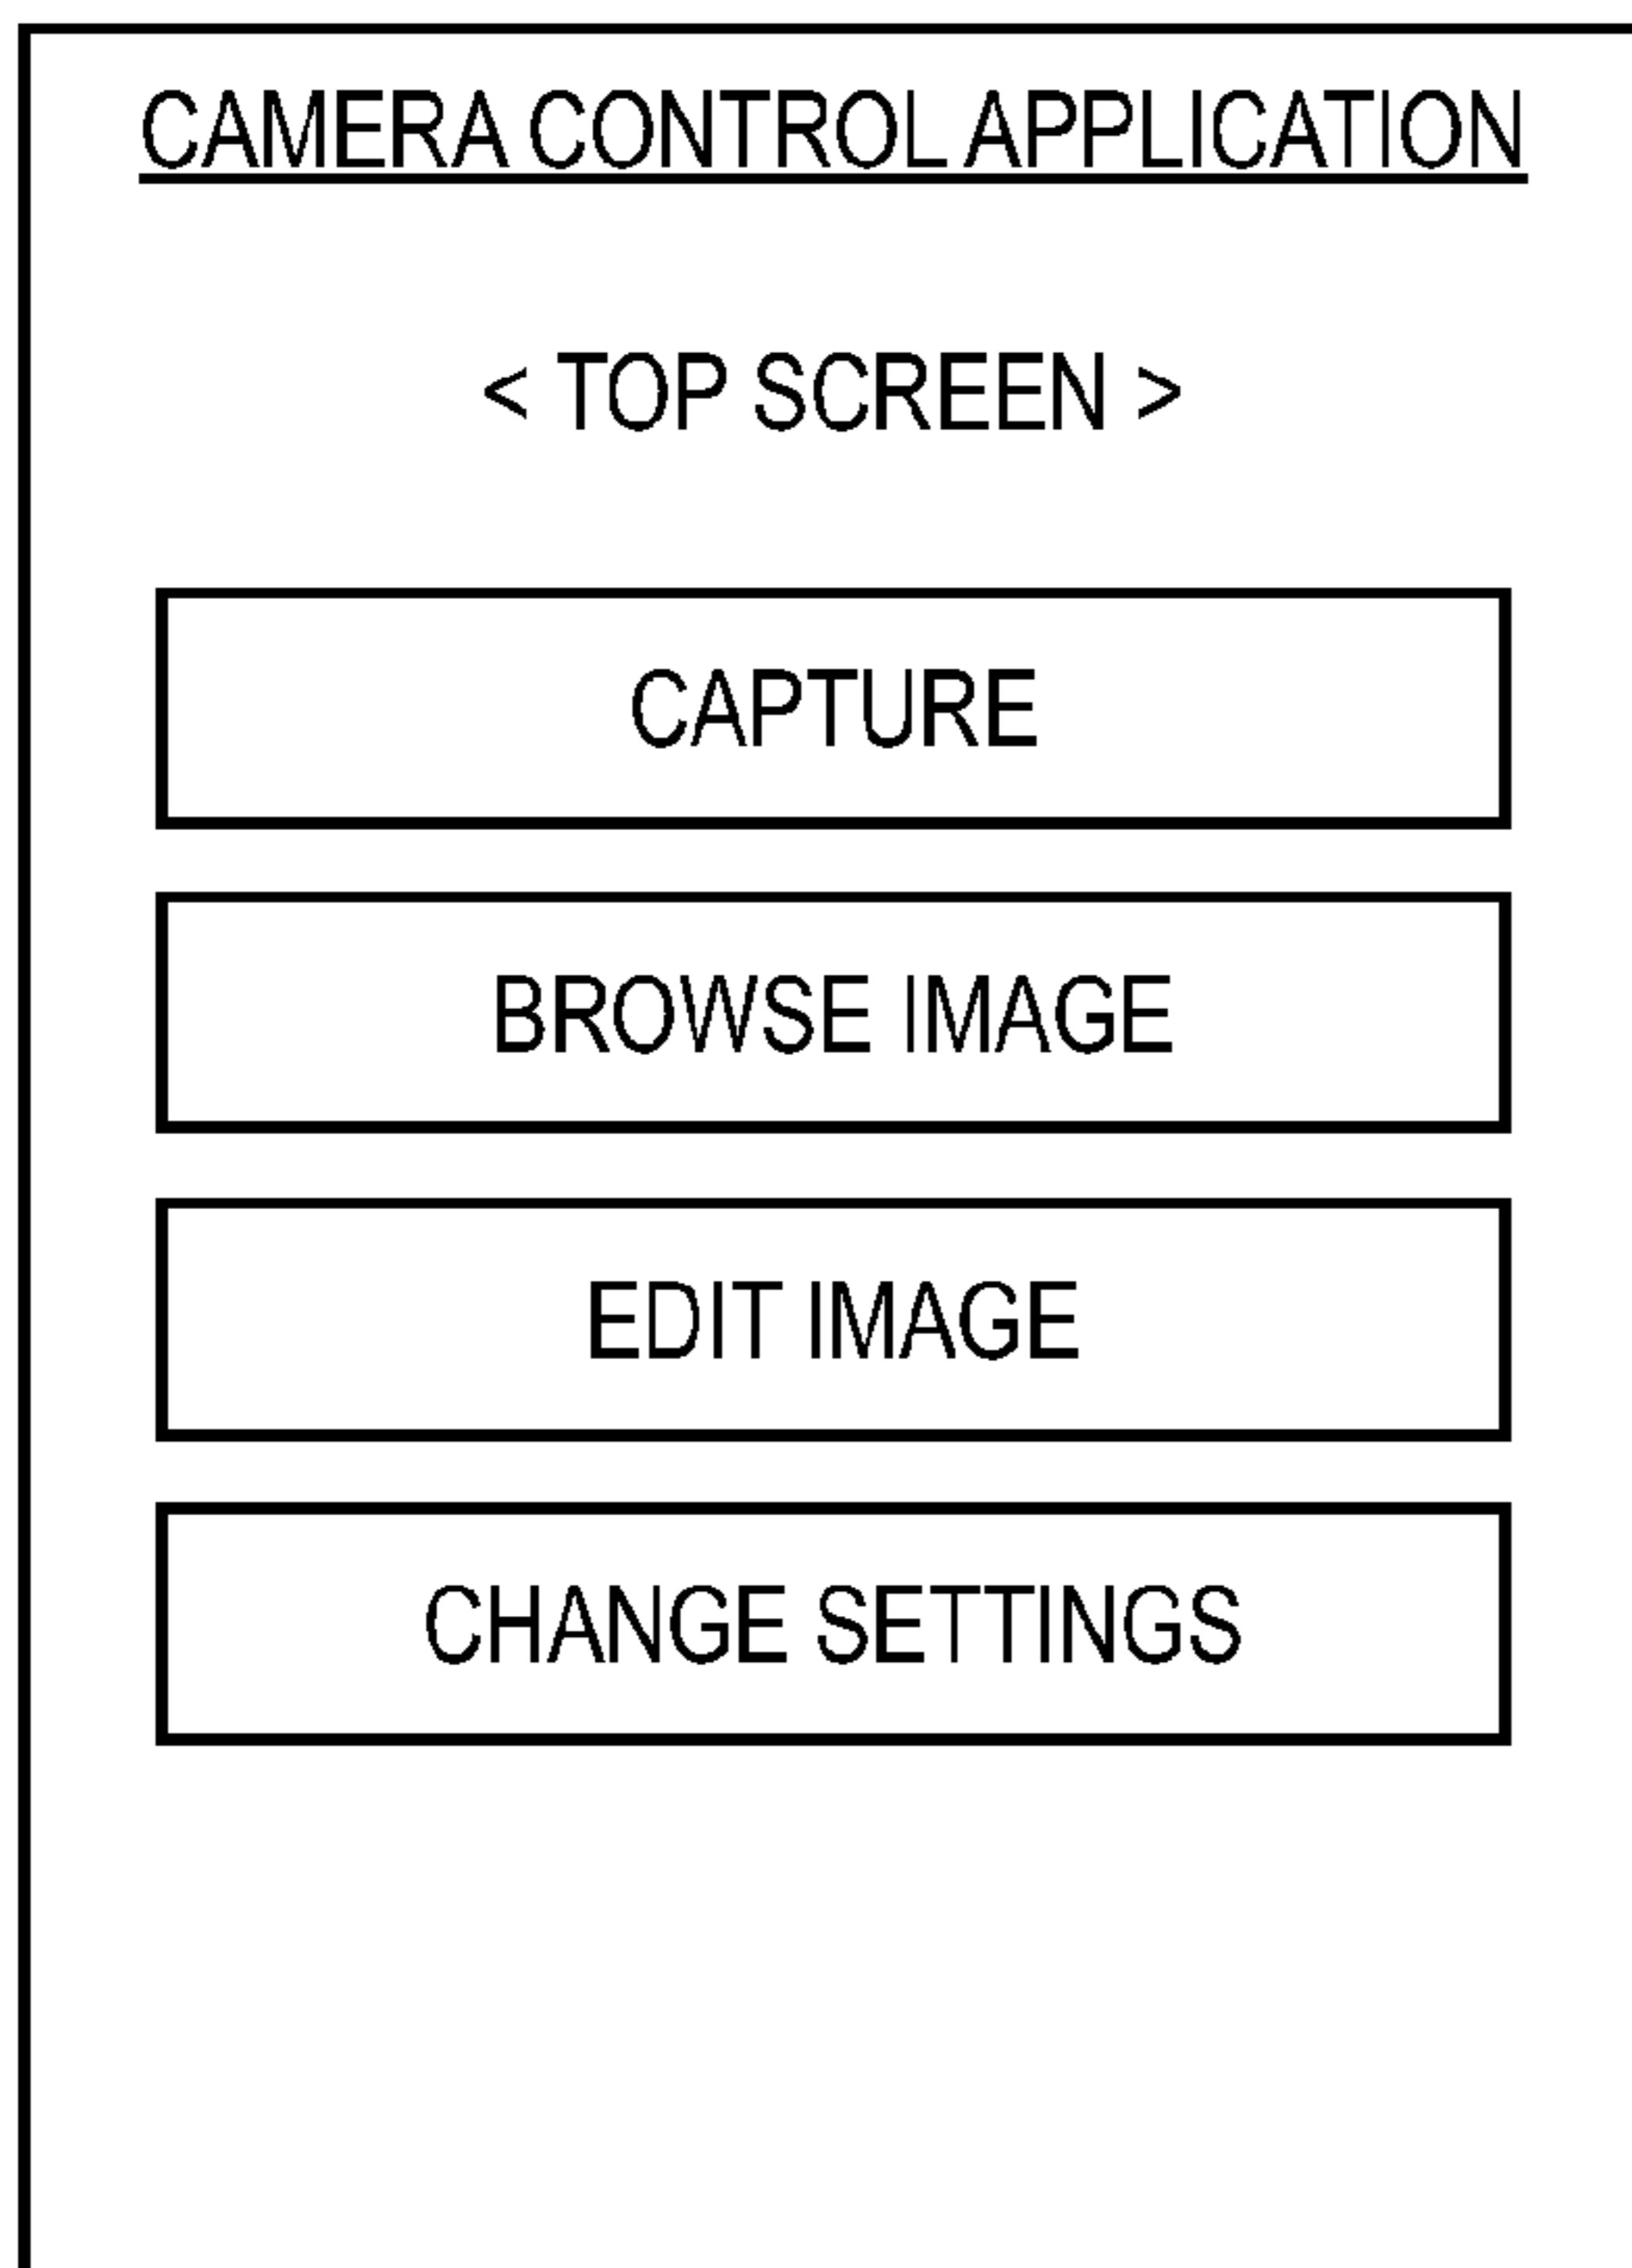 CAMERA CONTROL APPLICATION
< TOP SCREEN >
CAPTURE
BROWSE IMAGE
EDIT IMAGE
CHANGE SETTINGS